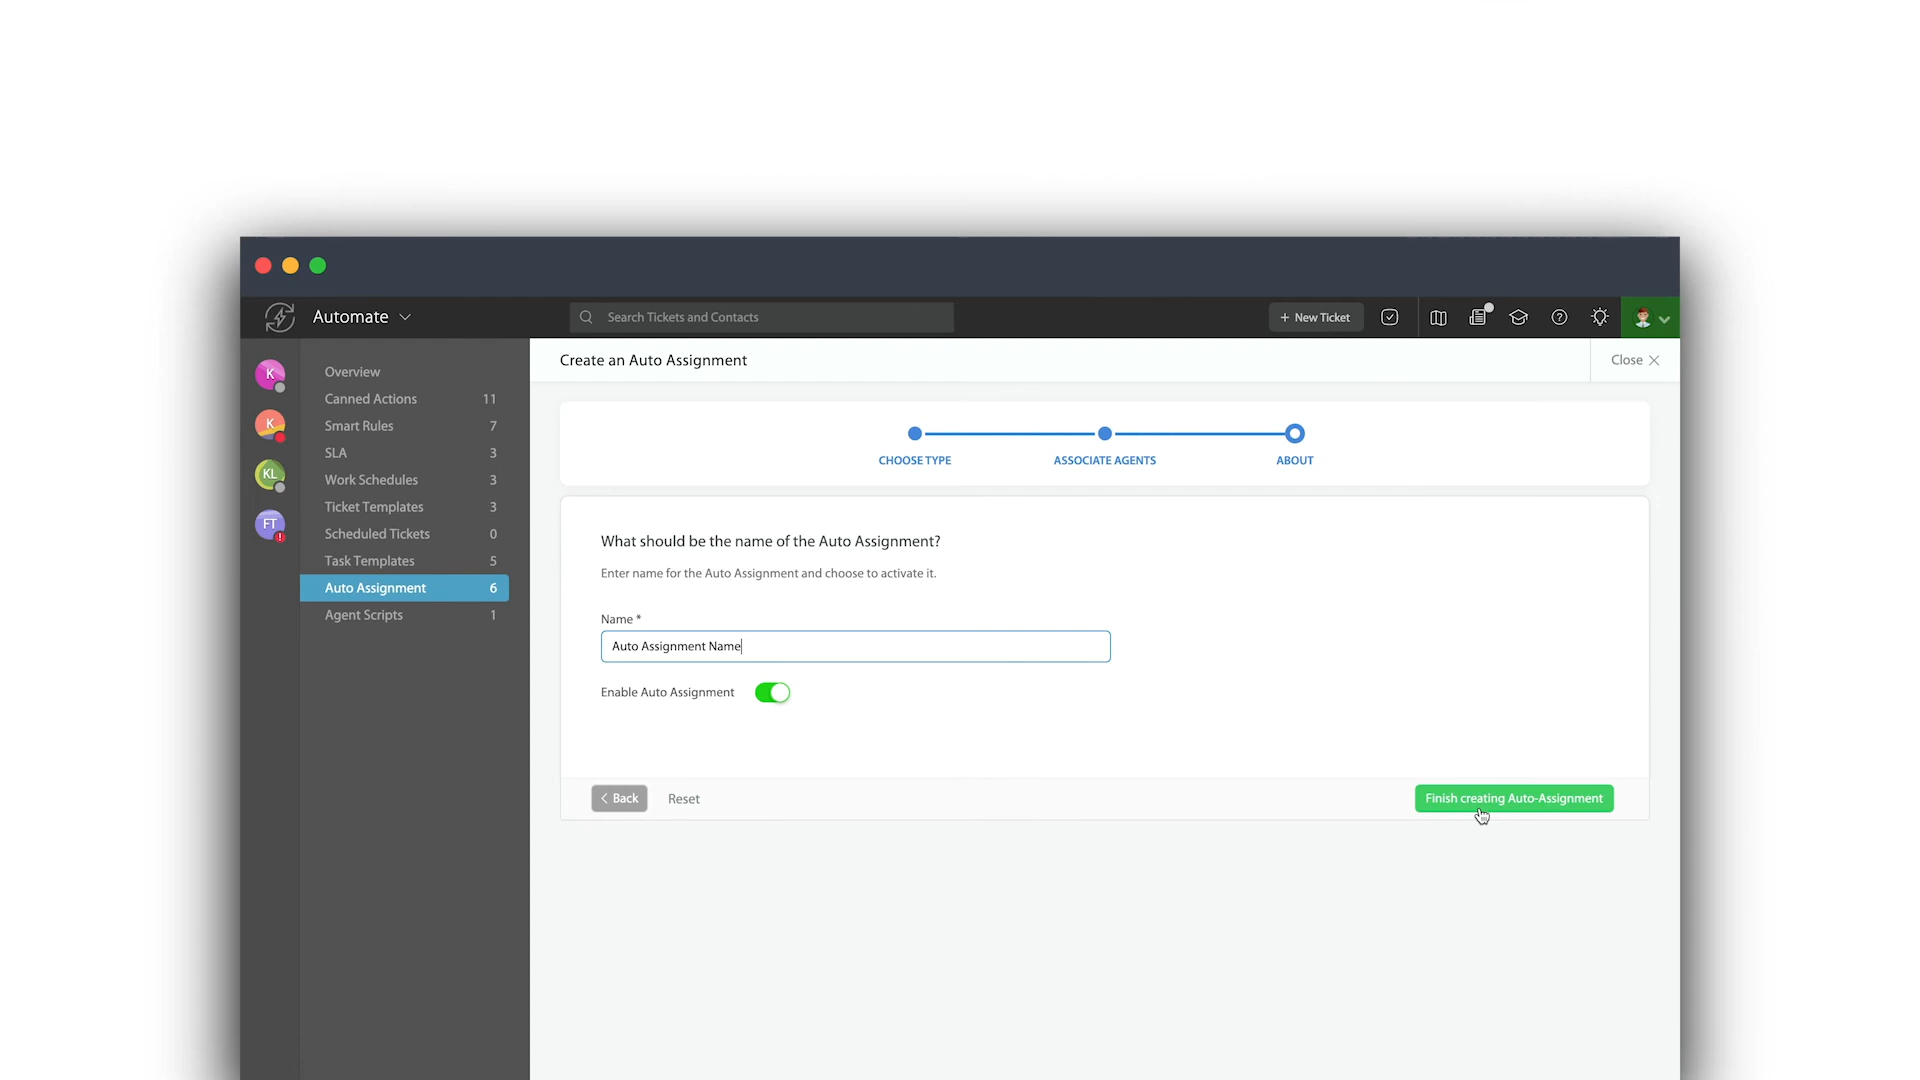 Automate
Search Tickets and Contacts
+ New Ticket
K
K
KL
FT
!
Overview
Canned Actions 11
Smart Rules 7
SLA 3
Work Schedules 3
Ticket Templates 3
Scheduled Tickets 0
Task Templates 5
Auto Assignment 6
Agent Scripts 1
Create an Auto Assignment
Close
CHOOSE TYPE
ASSOCIATE AGENTS
ABOUT
What should be the name of the Auto Assignment?
Enter name for the Auto Assignment and choose to activate it.
Name *
Auto Assignment Name
Enable Auto Assignment
Back
Reset
Finish creating Auto-Assignment